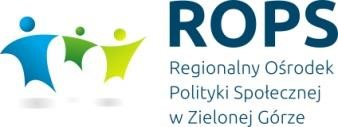 ROPS
Regionalny Ośrodek
Polityki Społecznej
w Zielonej Górze